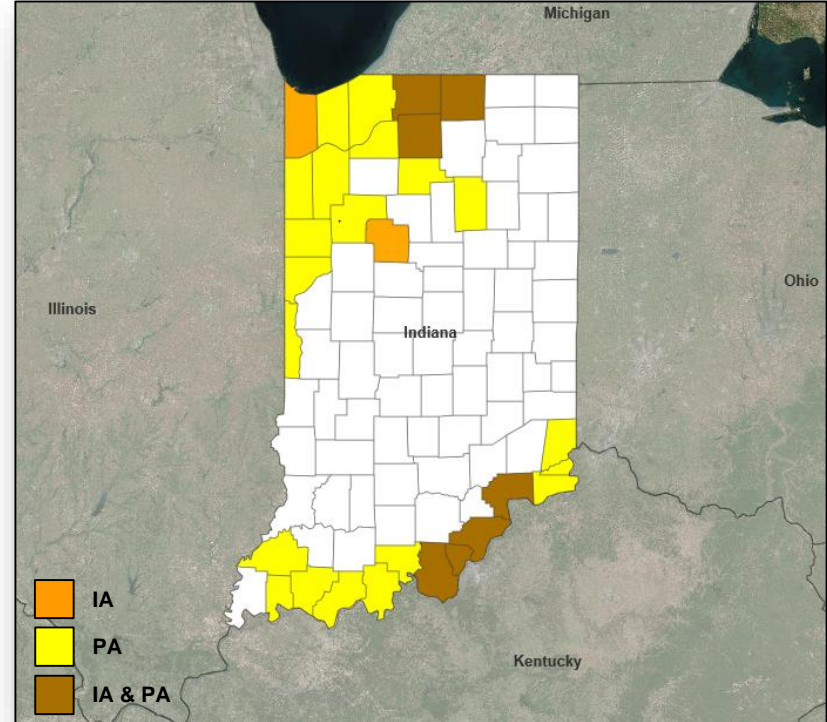 Michigan
Ohio
Illinois
Indiana
Kentucky
IA
PA
IA & PA